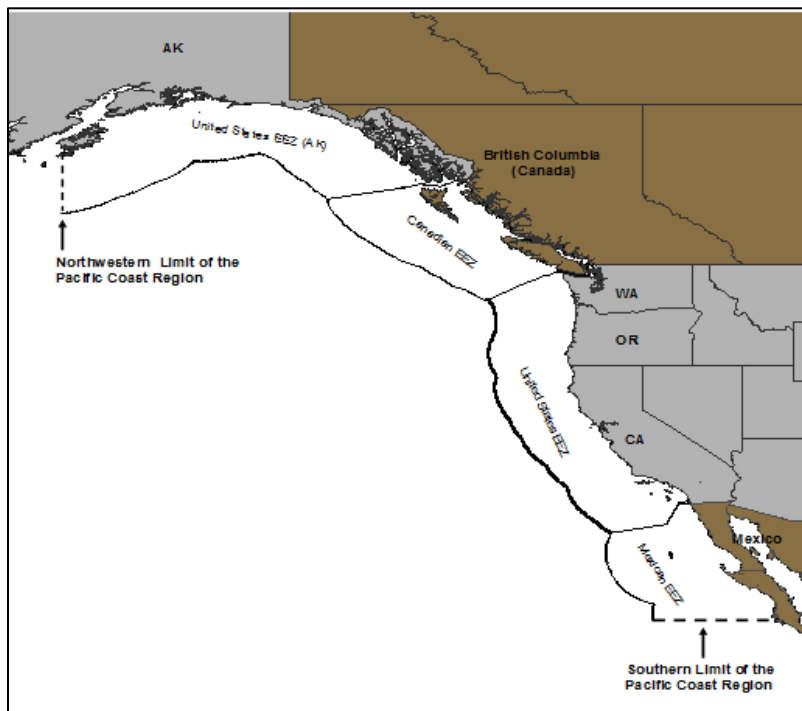 AK
United States EEZ (AK)
British Columbia
(Canada)
Canadian EEZ
Northwestern Limit of the
Pacific Coast Region
WA
OR
United States EEZ
CA
Mexico
Mexican EEZ
Southern Limit of the
Pacific Coast Region